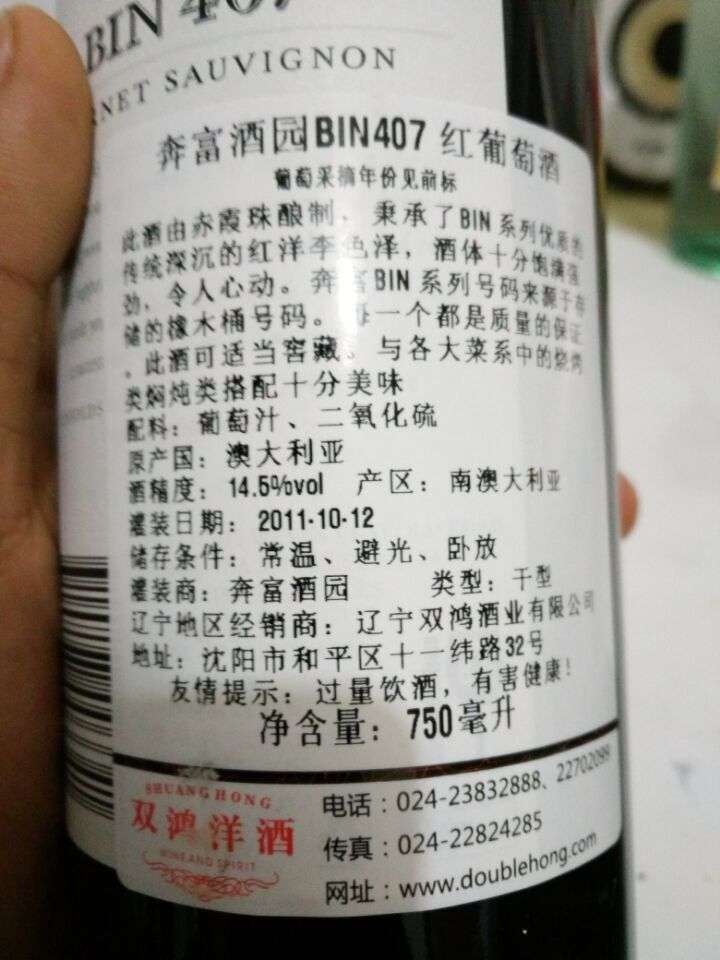 BIN 407
NET SAUVIGNON
奔富酒园BIN407 红葡萄酒
葡萄采摘年份见前标
此酒由赤霞珠酿制，秉承了BIN系列优质的
传统深沉的红洋李色泽，酒体十分饱满强
劲，令人心动。奔富BIN系列号码来源于存
储的橡木桶号码。每一个都是质量的保证
。此酒可适当窖藏。与各大菜系中的烧烤
类焖炖类搭配十分美味
配料：葡萄汁、二氧化硫
原产国：澳大利亚
酒精度：14.5%vol 产区：南澳大利亚
灌装日期：2011-10-12
储存条件：常温、避光、卧放
灌装商：奔富酒园 类型：干型
辽宁地区经销商：辽宁双鸿酒业有限公司
地址：沈阳市和平区十一纬路32号
友情提示：过量饮酒，有害健康！
净含量：750毫升
SHUANG HONG
双鸿洋酒
WINE AND SPIRIT
电话：024-23832888、22702099
传真：024-22824285
网址：www.doublehong.com